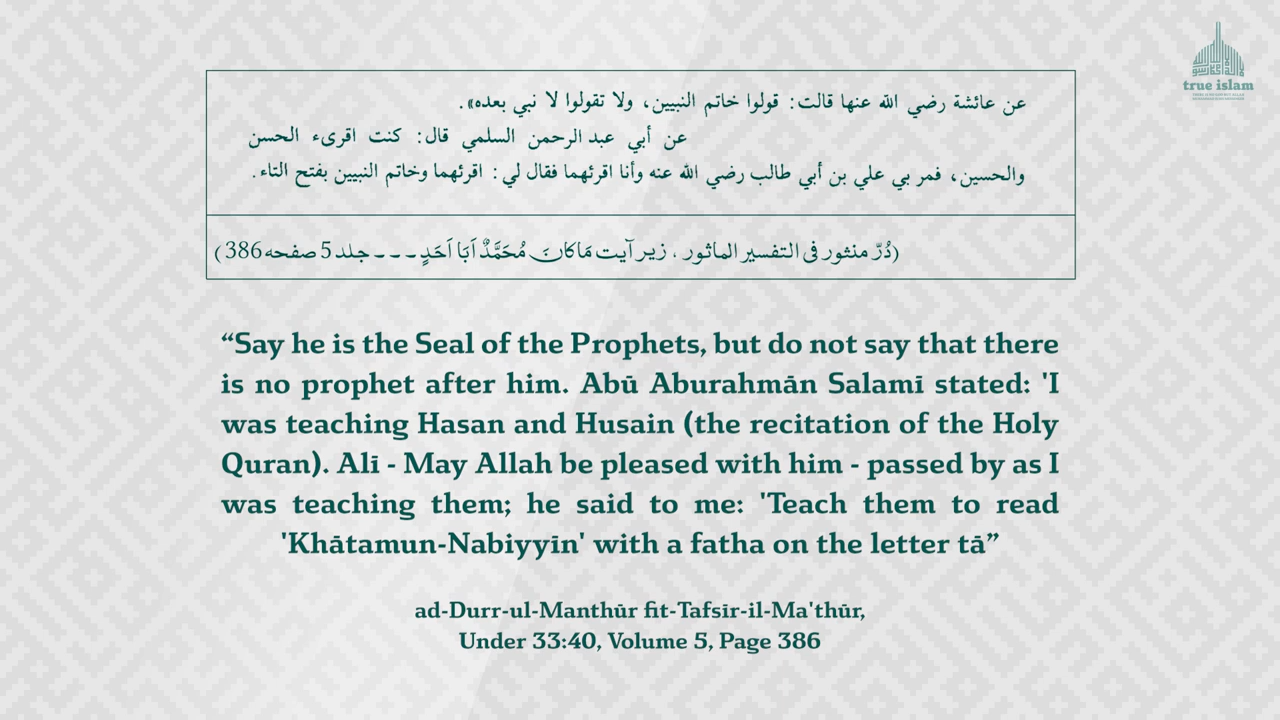 true islam
عن عائشة رضي الله عنها قالت: قولوا خاتم النبيين، ولا تقولوا لا نبي بعده».
عن أبي عبد الرحمن السلمي قال: كنت اقرىء الحسن
والحسين، فمر بي علي بن أبي طالب رضي الله عنه وأنا اقرئهما فقال لي: اقرئهما وخاتم النبيين بفتح التاء.
(دُرّ منثور فی التفسیر الماثور ، زیر آیت مَا کَانَ مُحَمَّدٌ اَبَا اَحَدٍ ۔۔۔ جلد 5 صفحہ 386)
“Say he is the Seal of the Prophets, but do not say that there
is no prophet after him. Abū Aburahmān Salamī stated: 'I
was teaching Hasan and Husain (the recitation of the Holy
Quran). Alī - May Allah be pleased with him - passed by as I
was teaching them; he said to me: 'Teach them to read
'Khātamun-Nabiyyīn' with a fatha on the letter tā”
ad-Durr-ul-Manthūr fit-Tafsīr-il-Ma'thūr,
Under 33:40, Volume 5, Page 386